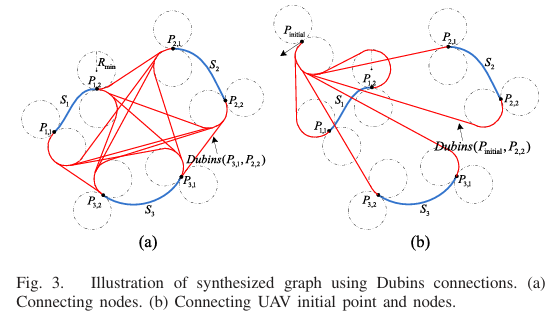 P2,1
Rmin
S2
P1,2
S1
P2,2
P1,1
Dubins(P3,1, P2,2)
P3,1
P3,2
S3
(a)
Pinitial
P2,1
S2
P1,2
S1
P2,2
P1,1
Dubins(Pinitial, P2,2)
P3,1
P3,2
S3
(b)
Fig. 3. Illustration of synthesized graph using Dubins connections. (a)
Connecting nodes. (b) Connecting UAV initial point and nodes.